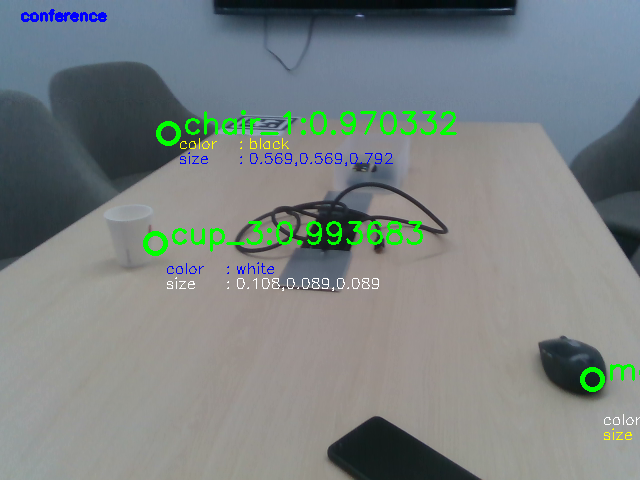 conference
chair_1:0.970332
color : black
size : 0.569,0.569,0.792
cup_3:0.993683
color : white
size : 0.108,0.089,0.089
m
color
size